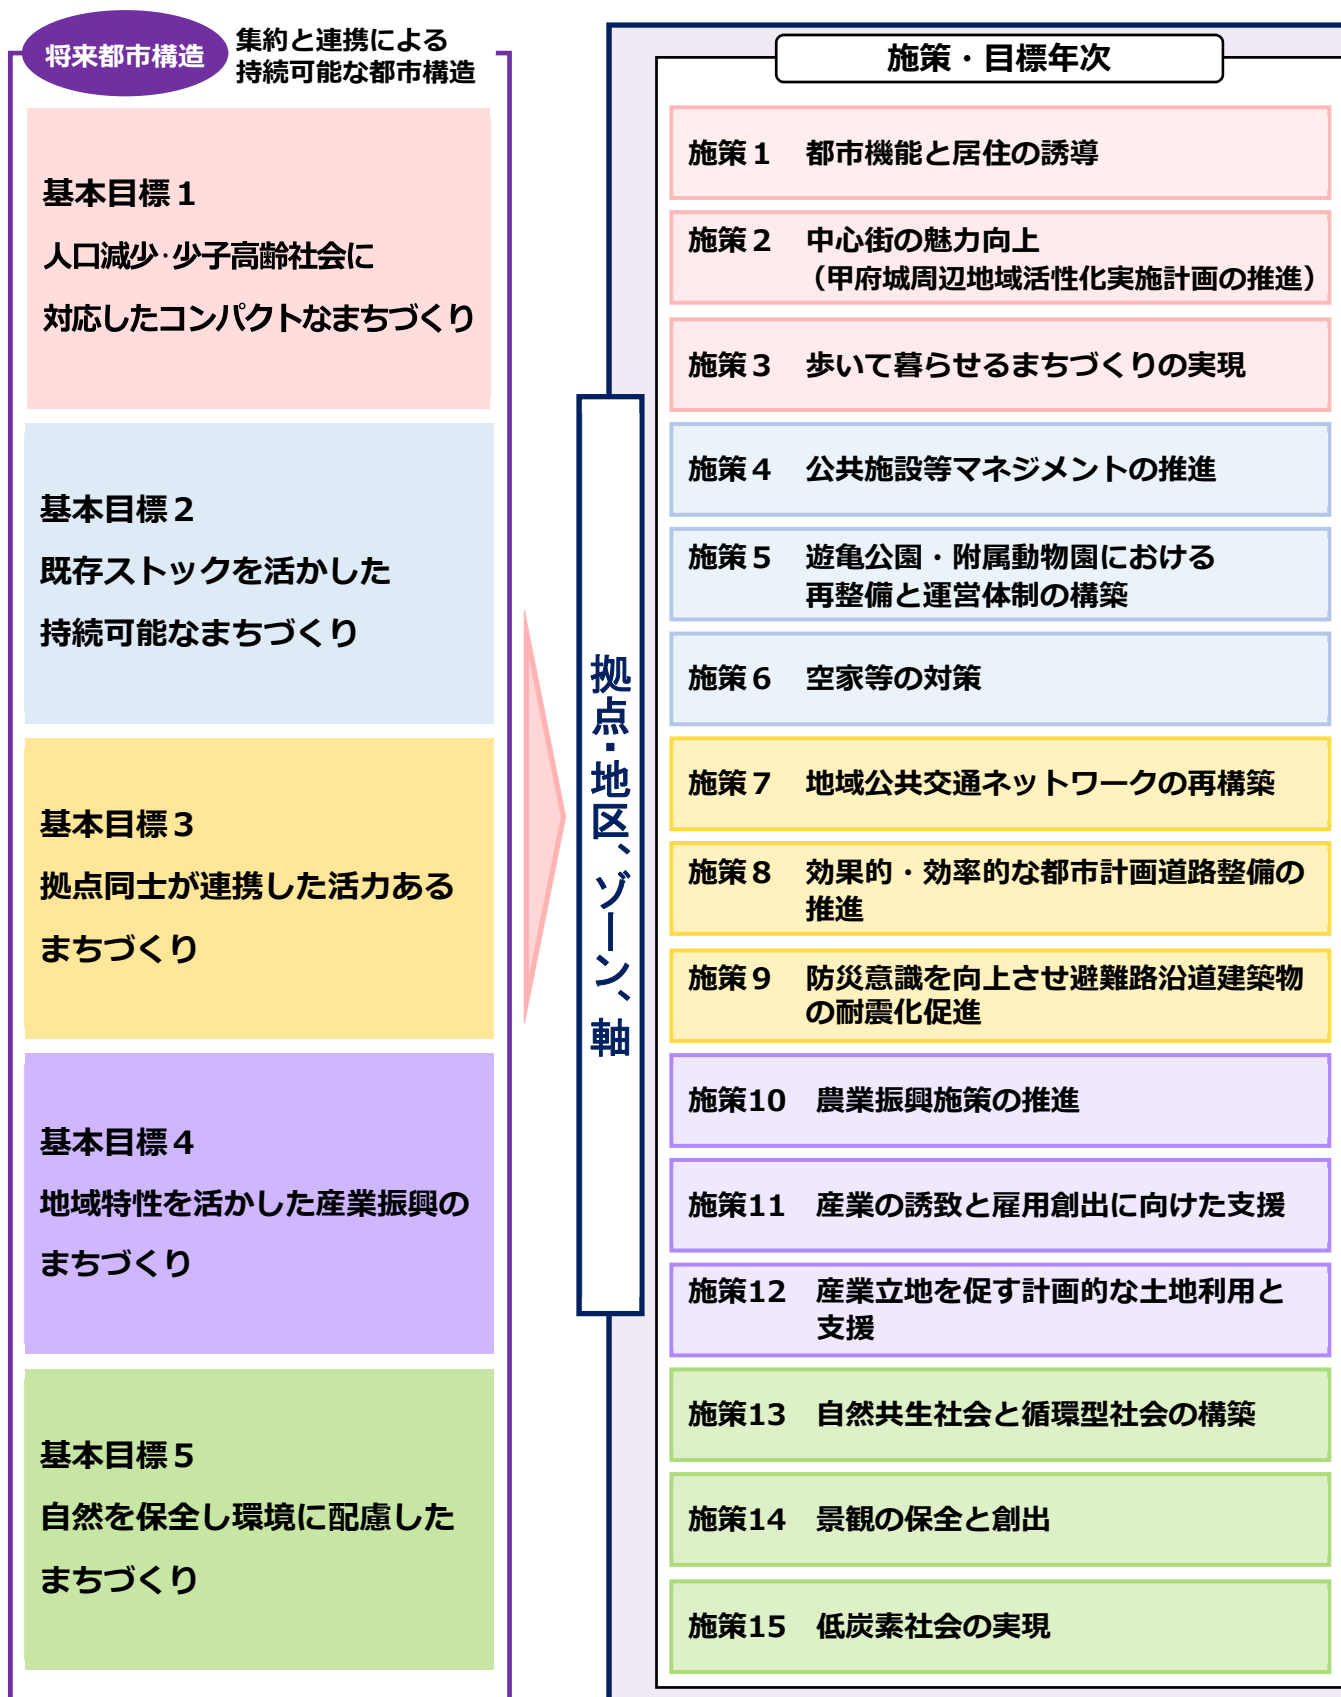 将来都市構造
集約と連携による
持続可能な都市構造
基本目標１
人口減少･少子高齢社会に
対応したコンパクトなまちづくり
基本目標２
既存ストックを活かした
持続可能なまちづくり
基本目標３
拠点同士が連携した活力ある
まちづくり
基本目標４
地域特性を活かした産業振興の
まちづくり
基本目標５
自然を保全し環境に配慮した
まちづくり
拠点・地区、ゾーン、軸
施策・目標年次
施策１　都市機能と居住の誘導
施策２　中心街の魅力向上
（甲府城周辺地域活性化実施計画の推進）
施策３　歩いて暮らせるまちづくりの実現
施策４　公共施設等マネジメントの推進
施策５　遊亀公園・附属動物園における
再整備と運営体制の構築
施策６　空家等の対策
施策７　地域公共交通ネットワークの再構築
施策８　効果的・効率的な都市計画道路整備の
推進
施策９　防災意識を向上させ避難路沿道建築物
の耐震化促進
施策10　農業振興施策の推進
施策11　産業の誘致と雇用創出に向けた支援
施策12　産業立地を促す計画的な土地利用と
支援
施策13　自然共生社会と循環型社会の構築
施策14　景観の保全と創出
施策15　低炭素社会の実現